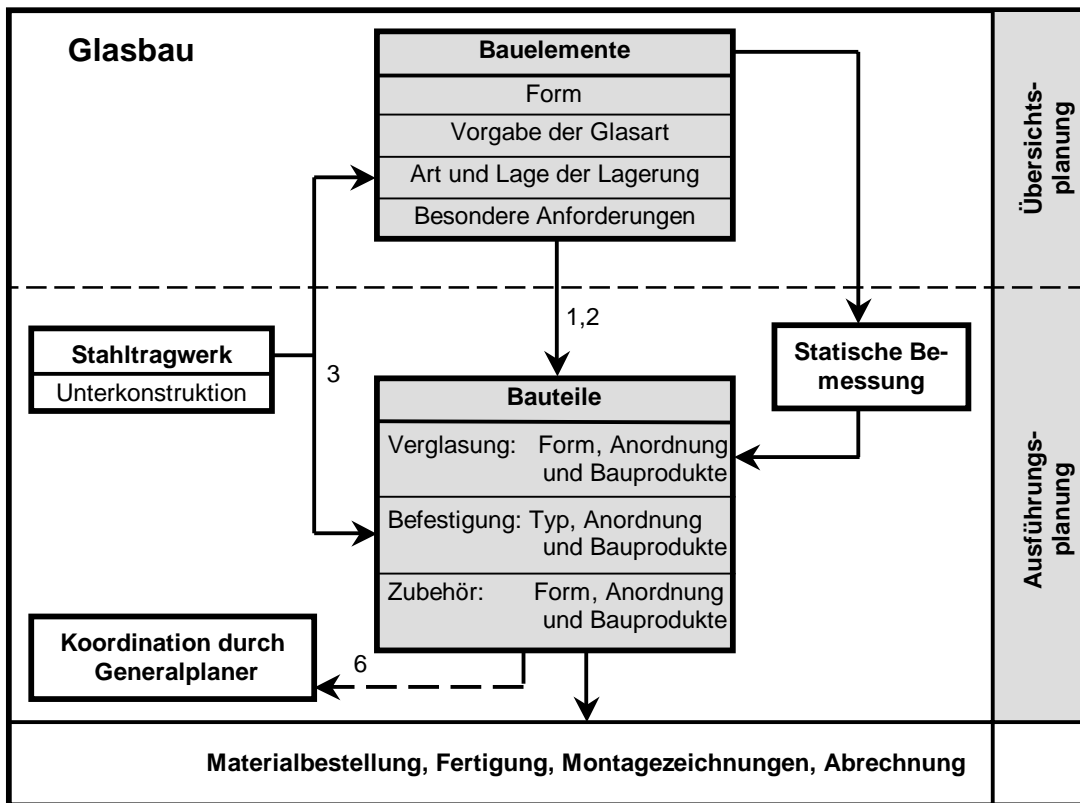 Glasbau
Bauelemente
Form
Vorgabe der Glasart
Art und Lage der Lagerung
Besondere Anforderungen
Übersichts-
planung
1,2
Stahltragwerk
Unterkonstruktion
3
Statische Be-
messung
Bauteile
Verglasung: Form, Anordnung
und Bauprodukte
Befestigung: Typ, Anordnung
und Bauprodukte
Zubehör: Form, Anordnung
und Bauprodukte
Ausführungs-
planung
Koordination durch
Generalplaner
6
Materialbestellung, Fertigung, Montagezeichnungen, Abrechnung